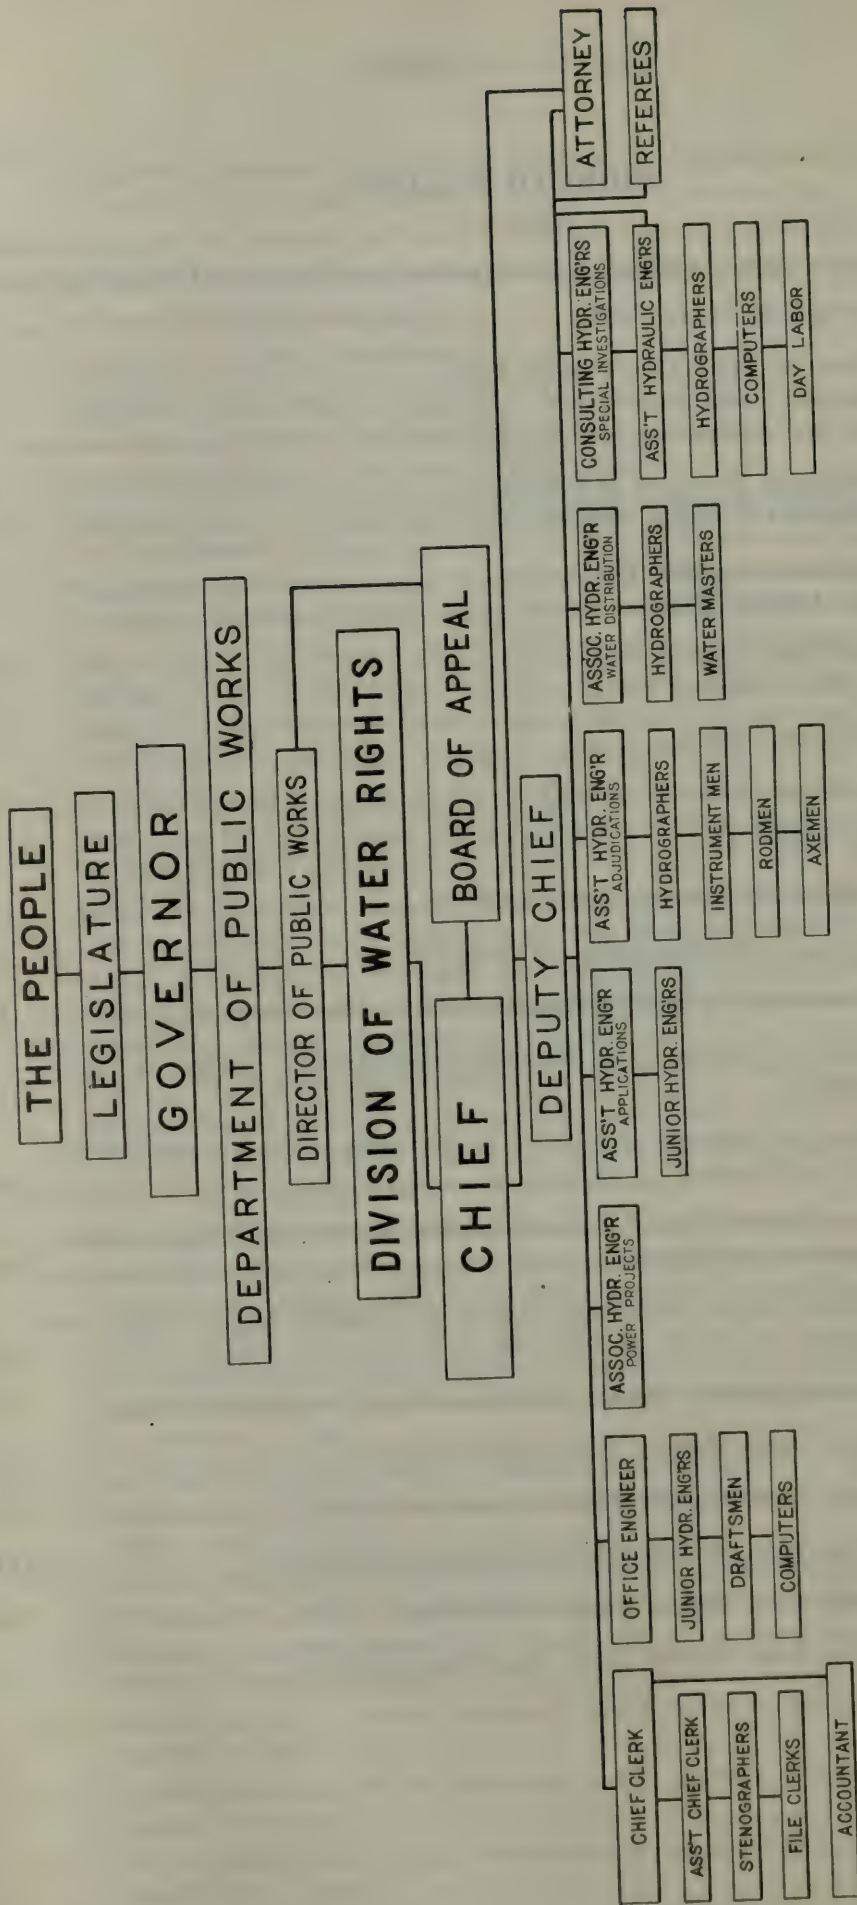 THE PEOPLE
LEGISLATURE
GOVERNOR
DEPARTMENT OF PUBLIC WORKS
DIRECTOR OF PUBLIC WORKS
DIVISION OF WATER RIGHTS
CHIEF
BOARD OF APPEAL
DEPUTY CHIEF
CHIEF CLERK
ASS'T CHIEF CLERK
STENOGRAPHERS
FILE CLERKS
ACCOUNTANT
OFFICE ENGINEER
JUNIOR HYDR. ENG'RS
DRAFTSMEN
COMPUTERS
ASSOC. HYDR. ENG'R
POWER PROJECTS
ASS'T HYDR. ENG'R
APPLICATIONS
JUNIOR HYDR. ENG'RS
ASS'T HYDR. ENG'R
ADJUDICATIONS
HYDROGRAPHERS
INSTRUMENT MEN
RODMEN
AXEMEN
ASSOC. HYDR. ENG'R
WATER DISTRIBUTION
HYDROGRAPHERS
WATER MASTERS
CONSULTING HYDR. ENG'RS
SPECIAL INVESTIGATIONS
ASS'T HYDRAULIC ENG'RS
HYDROGRAPHERS
COMPUTERS
DAY LABOR
ATTORNEY
REFEREES